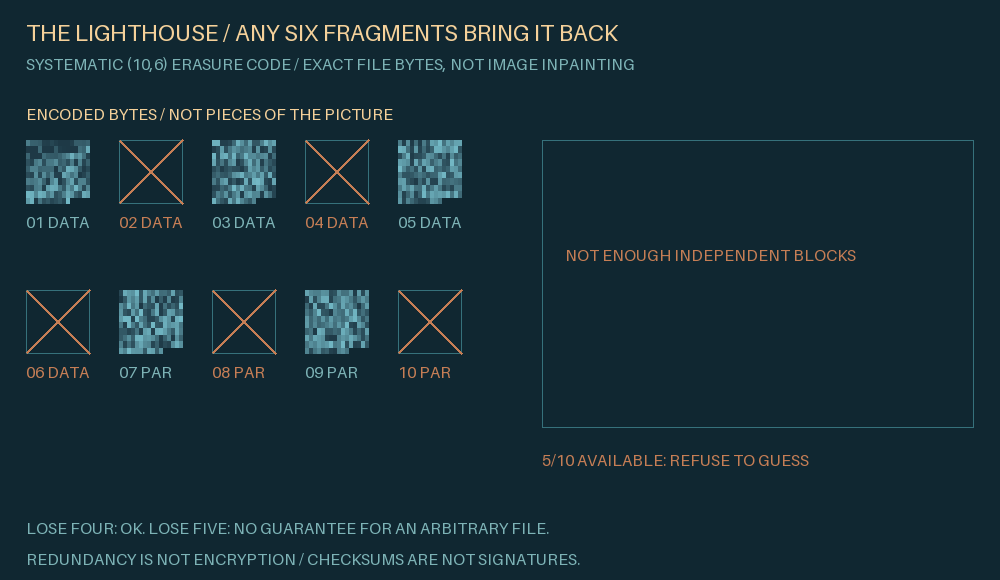 THE LIGHTHOUSE / ANY SIX FRAGMENTS BRING IT BACK
SYSTEMATIC (10,6) ERASURE CODE / EXACT FILE BYTES, NOT IMAGE INPAINTING
ENCODED BYTES / NOT PIECES OF THE PICTURE
01 DATA 02 DATA 03 DATA 04 DATA 05 DATA
06 DATA 07 PAR 08 PAR 09 PAR 10 PAR
NOT ENOUGH INDEPENDENT BLOCKS
5/10 AVAILABLE: REFUSE TO GUESS
LOSE FOUR: OK. LOSE FIVE: NO GUARANTEE FOR AN ARBITRARY FILE.
REDUNDANCY IS NOT ENCRYPTION / CHECKSUMS ARE NOT SIGNATURES.